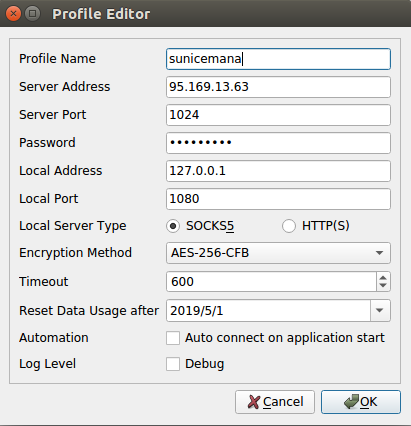 Profile Editor
Profile Name sunicemana
Server Address 95.169.13.63
Server Port 1024
Password •••••••••
Local Address 127.0.0.1
Local Port 1080
Local Server Type SOCKS5 HTTP(S)
Encryption Method AES-256-CFB
Timeout 600
Reset Data Usage after 2019/5/1
Automation Auto connect on application start
Log Level Debug
Cancel OK